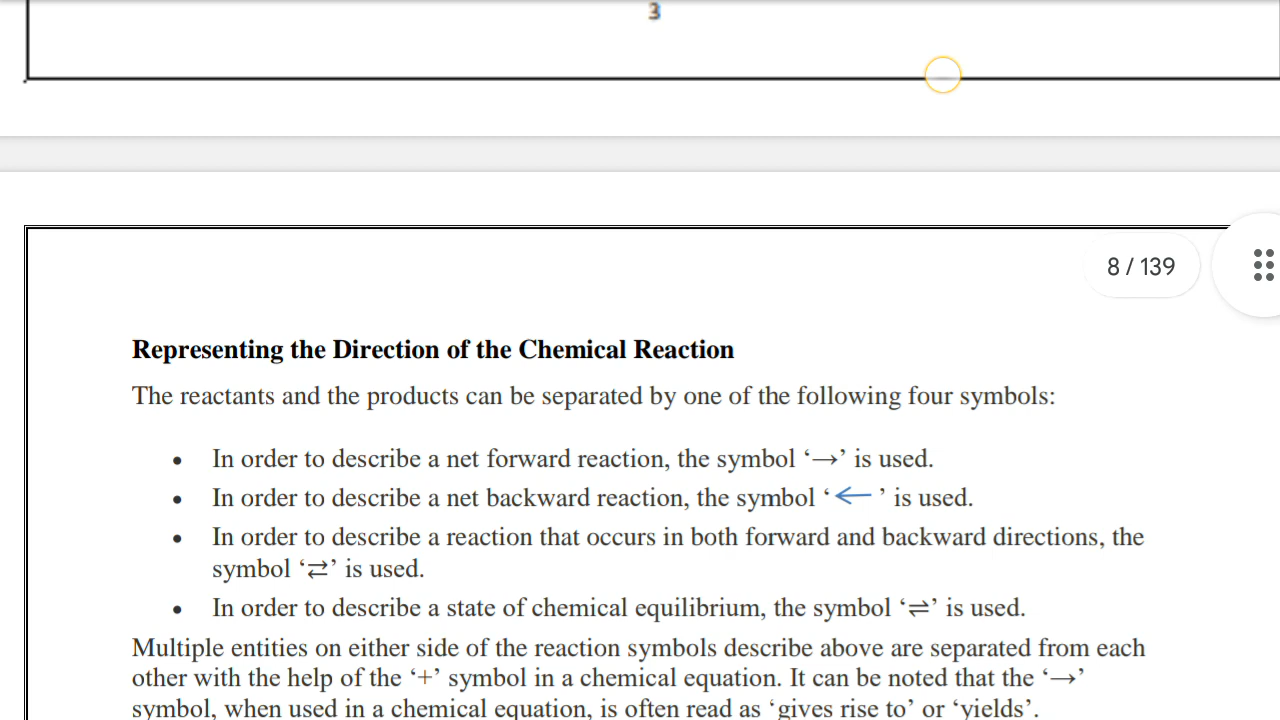 3
8 / 139
Representing the Direction of the Chemical Reaction
The reactants and the products can be separated by one of the following four symbols:
• In order to describe a net forward reaction, the symbol ‘→’ is used.
• In order to describe a net backward reaction, the symbol ‘← ’ is used.
• In order to describe a reaction that occurs in both forward and backward directions, the
symbol ‘⇄’ is used.
• In order to describe a state of chemical equilibrium, the symbol ‘⇌’ is used.
Multiple entities on either side of the reaction symbols describe above are separated from each
other with the help of the ‘+’ symbol in a chemical equation. It can be noted that the ‘→’
symbol, when used in a chemical equation, is often read as ‘gives rise to’ or ‘yields’.